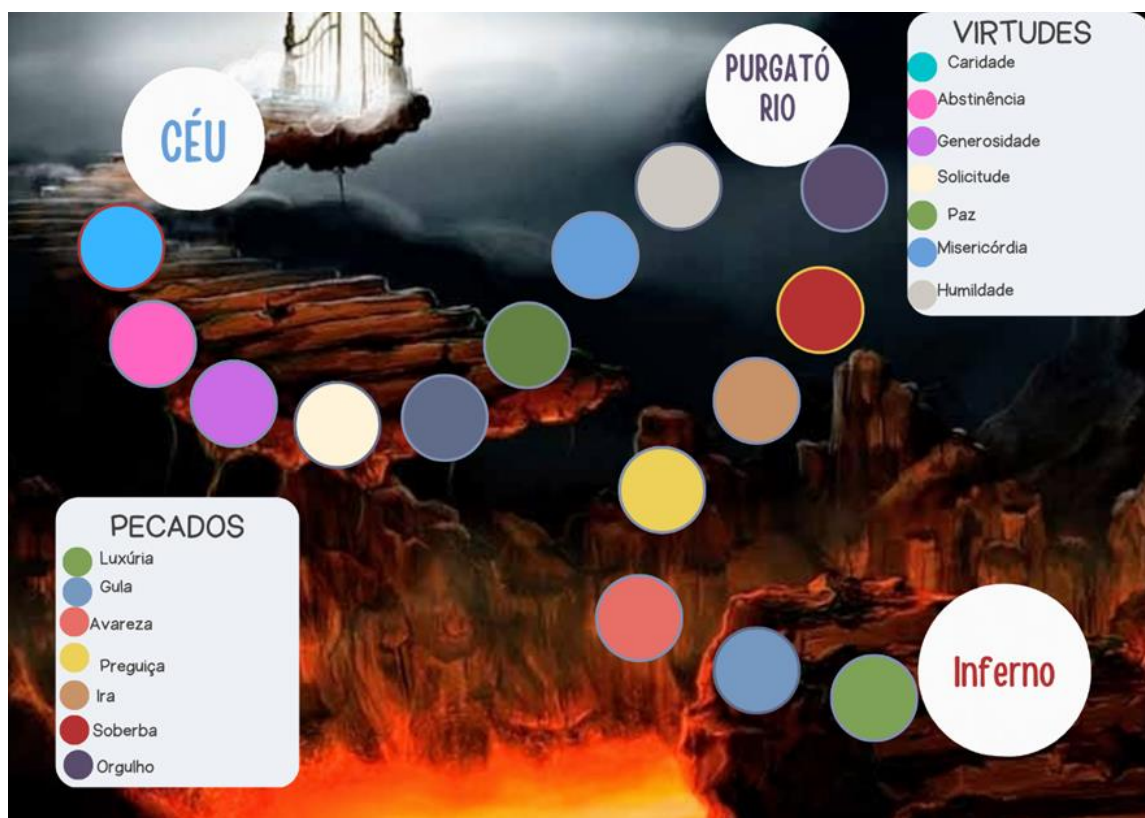 CÉU
PURGATÓ
RIO
VIRTUDES
Caridade
Abstinência
Generosidade
Solicitude
Paz
Misericórdia
Humildade
PECADOS
Luxúria
Gula
Avareza
Preguiça
Ira
Soberba
Orgulho
Inferno